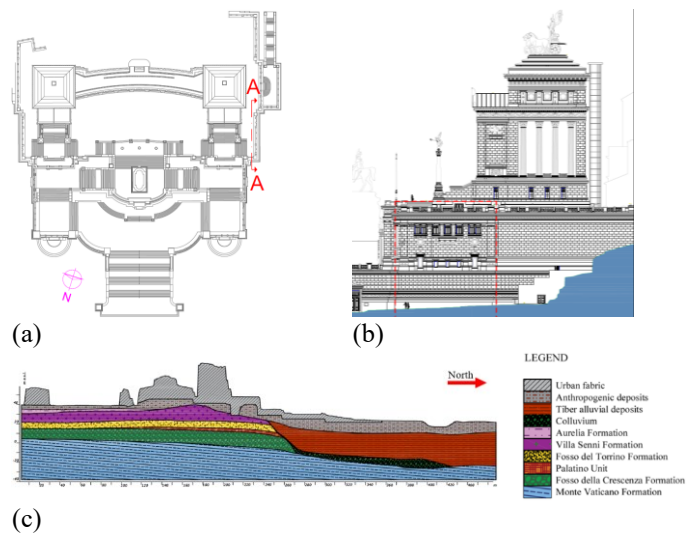 A
A
N
(a)
(b)
North
LEGEND
Urban fabric
Anthropogenic deposits
Tiber alluvial deposits
Colluvium
Aurelia Formation
Villa Senni Formation
Fosso del Torrino Formation
Palatino Unit
Fosso della Crescenza Formation
Monte Vaticano Formation
(c)